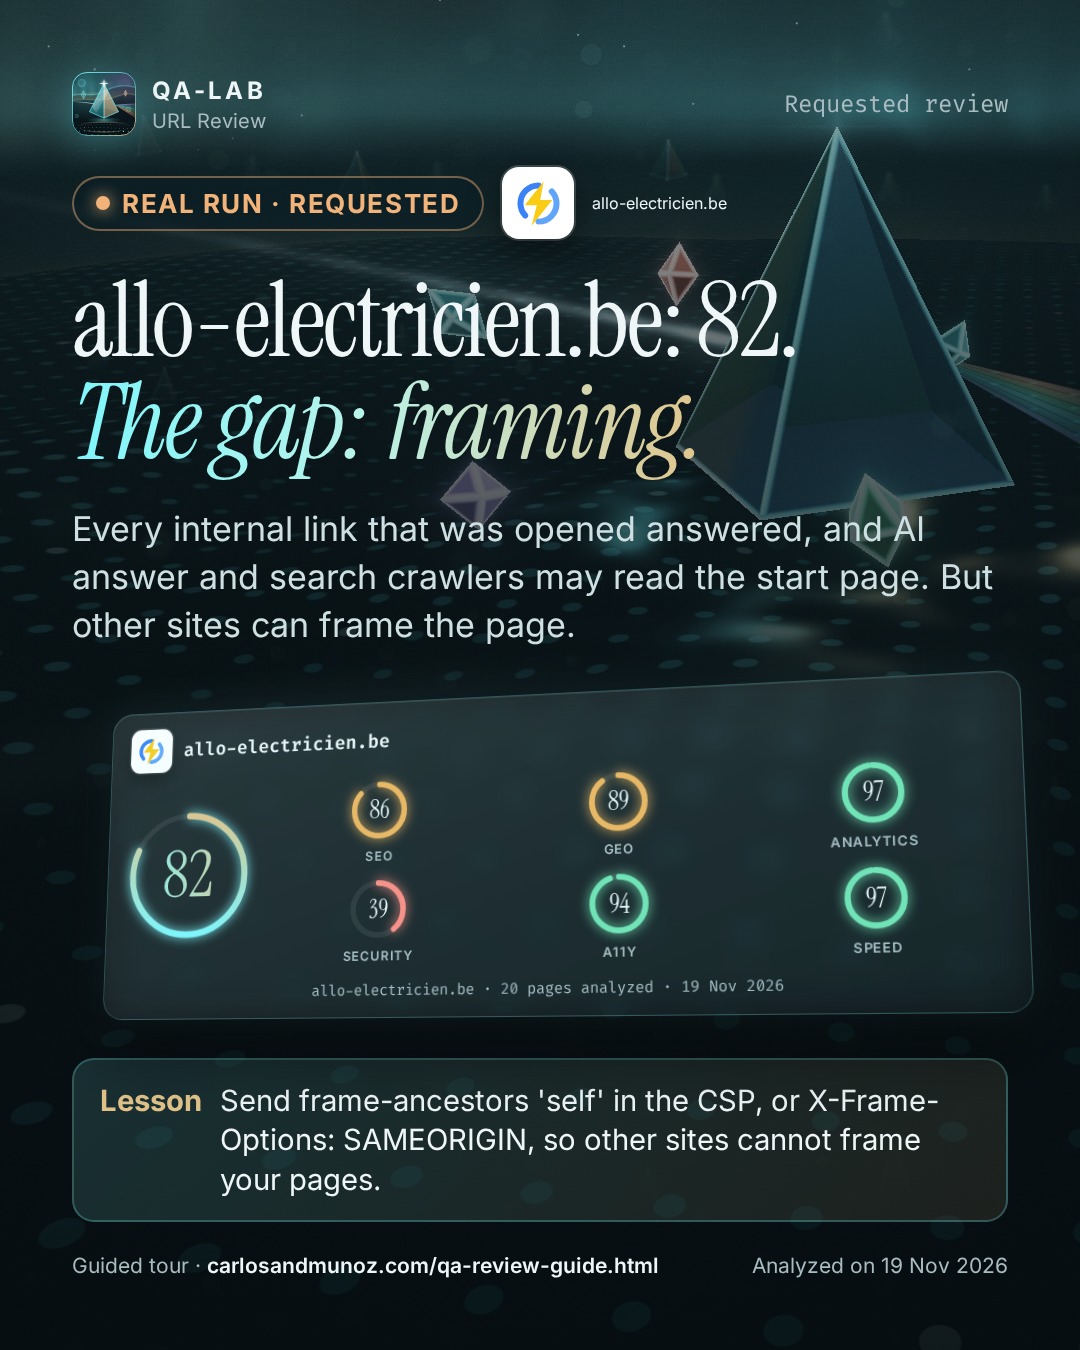 QA-LAB
URL Review
Requested review
REAL RUN · REQUESTED
allo-electricien.be
allo-electricien.be: 82.
The gap: framing.
Every internal link that was opened answered, and AI
answer and search crawlers may read the start page. But
other sites can frame the page.
allo-electricien.be
82
86
SEO
89
GEO
97
ANALYTICS
39
SECURITY
94
A11Y
97
SPEED
allo-electricien.be · 20 pages analyzed · 19 Nov 2026
Lesson
Send frame-ancestors 'self' in the CSP, or X-Frame-
Options: SAMEORIGIN, so other sites cannot frame
your pages.
Guided tour · carlosandmunoz.com/qa-review-guide.html
Analyzed on 19 Nov 2026